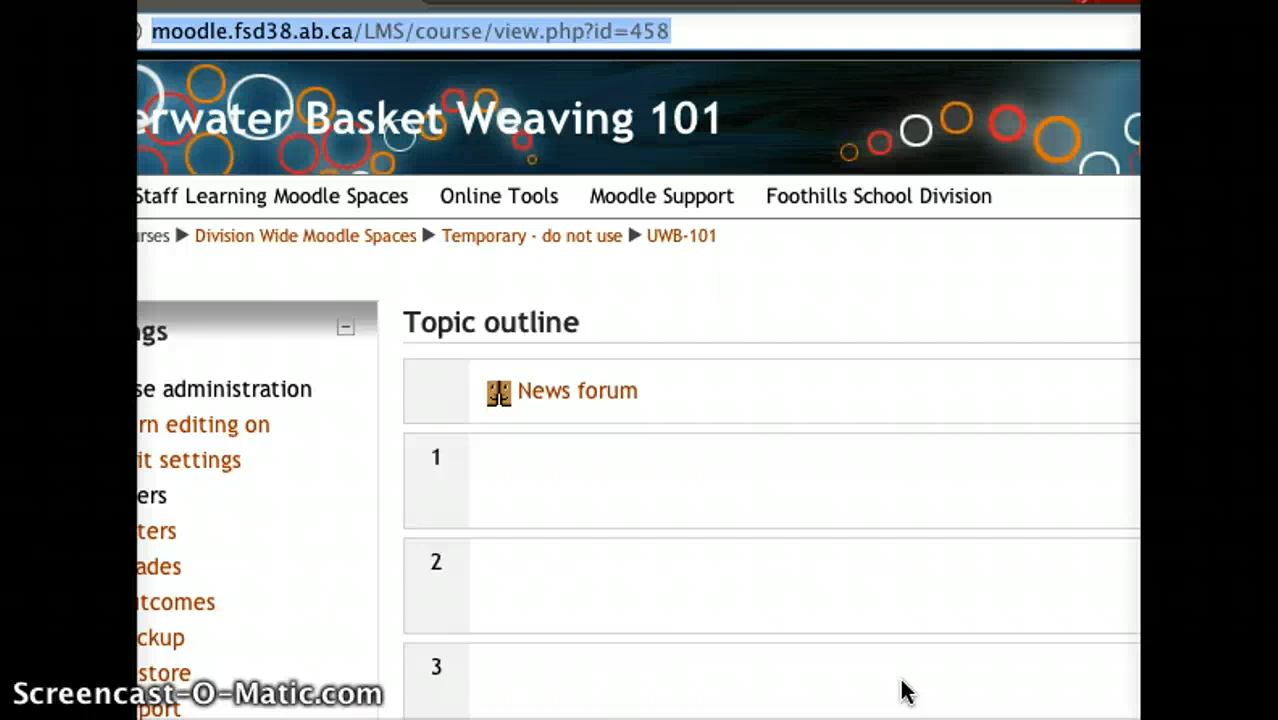 moodle.fsd38.ab.ca/LMS/course/view.php?id=458
erwater Basket Weaving 101
Staff Learning Moodle Spaces Online Tools Moodle Support Foothills School Division
urses ▶ Division Wide Moodle Spaces ▶ Temporary - do not use ▶ UWB-101
ngs
Topic outline
se administration
News forum
rn editing on
it settings
1
ers
ters
ades
2
utcomes
ckup
store
3
port
Screencast-O-Matic.com